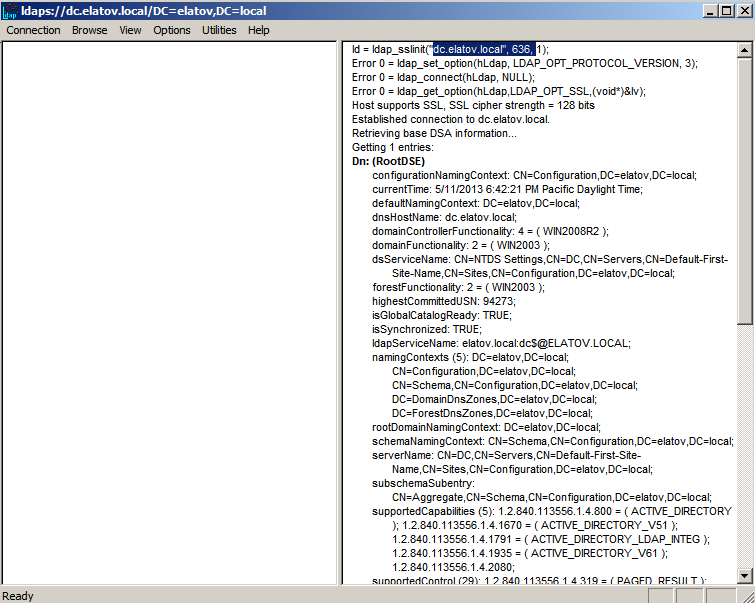 ldaps://dc.elatov.local/DC=elatov,DC=local
Connection Browse View Options Utilities Help
ld = ldap_sslinit("dc.elatov.local", 636, 1);
Error 0 = ldap_set_option(hLdap, LDAP_OPT_PROTOCOL_VERSION, 3);
Error 0 = ldap_connect(hLdap, NULL);
Error 0 = ldap_get_option(hLdap,LDAP_OPT_SSL,(void*)&lv);
Host supports SSL, SSL cipher strength = 128 bits
Established connection to dc.elatov.local.
Retrieving base DSA information...
Getting 1 entries:
Dn: (RootDSE)
configurationNamingContext: CN=Configuration,DC=elatov,DC=local;
currentTime: 5/11/2013 6:42:21 PM Pacific Daylight Time;
defaultNamingContext: DC=elatov,DC=local;
dnsHostName: dc.elatov.local;
domainControllerFunctionality: 4 = ( WIN2008R2 );
domainFunctionality: 2 = ( WIN2003 );
dsServiceName: CN=NTDS Settings,CN=DC,CN=Servers,CN=Default-First-
Site-Name,CN=Sites,CN=Configuration,DC=elatov,DC=local;
forestFunctionality: 2 = ( WIN2003 );
highestCommittedUSN: 94273;
isGlobalCatalogReady: TRUE;
isSynchronized: TRUE;
ldapServiceName: elatov.local:dc$@ELATOV.LOCAL;
namingContexts (5): DC=elatov,DC=local;
CN=Configuration,DC=elatov,DC=local;
CN=Schema,CN=Configuration,DC=elatov,DC=local;
DC=DomainDnsZones,DC=elatov,DC=local;
DC=ForestDnsZones,DC=elatov,DC=local;
rootDomainNamingContext: DC=elatov,DC=local;
schemaNamingContext: CN=Schema,CN=Configuration,DC=elatov,DC=local;
serverName: CN=DC,CN=Servers,CN=Default-First-Site-
Name,CN=Sites,CN=Configuration,DC=elatov,DC=local;
subschemaSubentry:
CN=Aggregate,CN=Schema,CN=Configuration,DC=elatov,DC=local;
supportedCapabilities (5): 1.2.840.113556.1.4.800 = ( ACTIVE_DIRECTORY
); 1.2.840.113556.1.4.1670 = ( ACTIVE_DIRECTORY_V51 );
1.2.840.113556.1.4.1791 = ( ACTIVE_DIRECTORY_LDAP_INTEG );
1.2.840.113556.1.4.1935 = ( ACTIVE_DIRECTORY_V61 );
1.2.840.113556.1.4.2080;
supportedControl (29): 1.2.840.113556.1.4.319 = ( PAGED_RESULT );
Ready